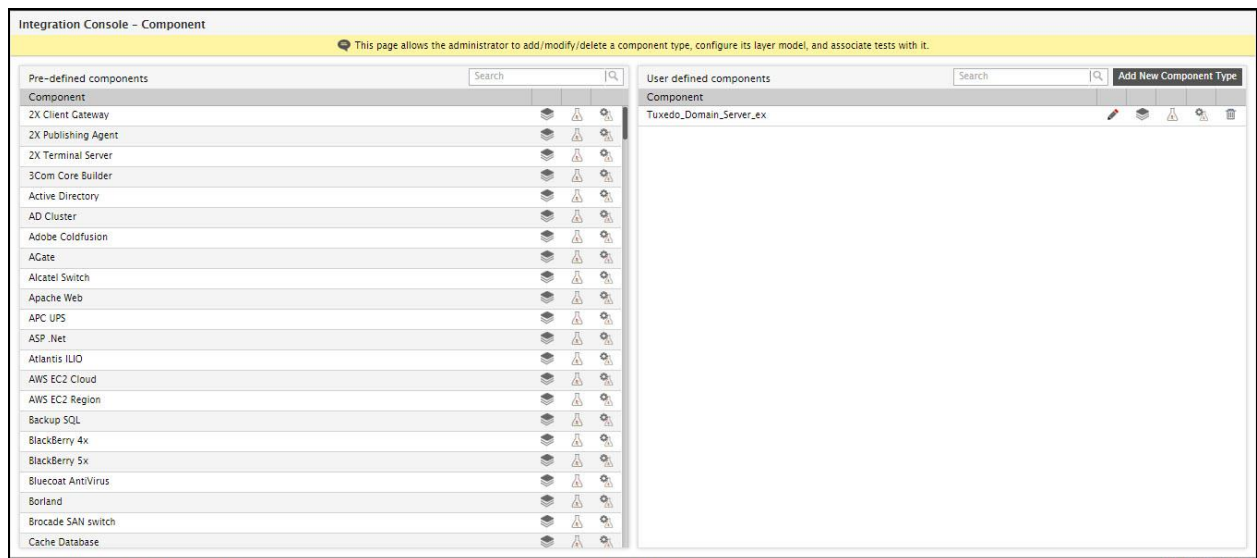 Integration Console – Component
This page allows the administrator to add/modify/delete a component type, configure its layer model, and associate tests with it.
Pre-defined components
Search
Component
2X Client Gateway
2X Publishing Agent
2X Terminal Server
3Com Core Builder
Active Directory
AD Cluster
Adobe Coldfusion
AGate
Alcatel Switch
Apache Web
APC UPS
ASP .Net
Atlantis ILIO
AWS EC2 Cloud
AWS EC2 Region
Backup SQL
BlackBerry 4x
BlackBerry 5x
Bluecoat AntiVirus
Borland
Brocade SAN switch
Cache Database
User defined components
Search
Add New Component Type
Component
Tuxedo_Domain_Server_ex